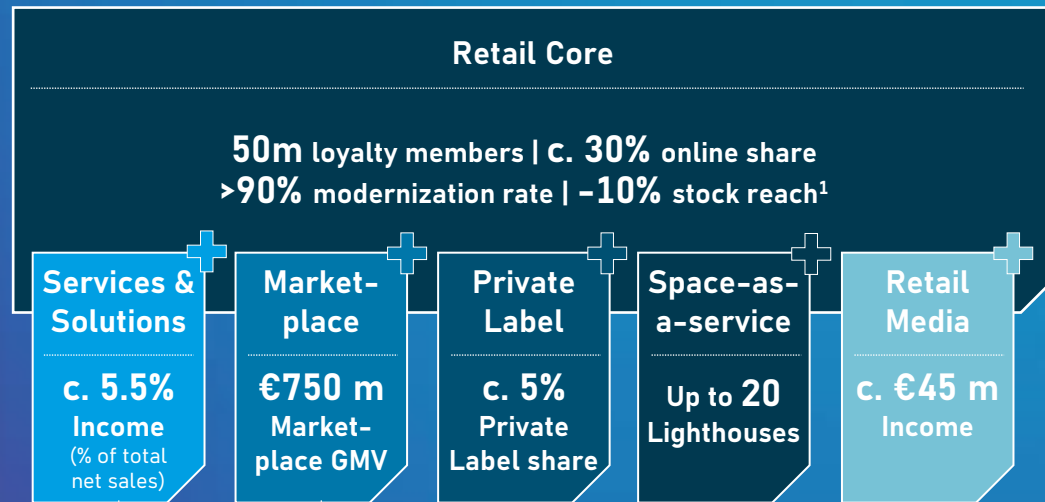 Retail Core
50m loyalty members | c. 30% online share
>90% modernization rate | -10% stock reach¹
Services &
Solutions
c. 5.5%
Income
(% of total
net sales)
Market-
place
€750 m
Market-
place GMV
Private
Label
c. 5%
Private
Label share
Space-as-
a-service
Up to 20
Lighthouses
Retail
Media
c. €45 m
Income